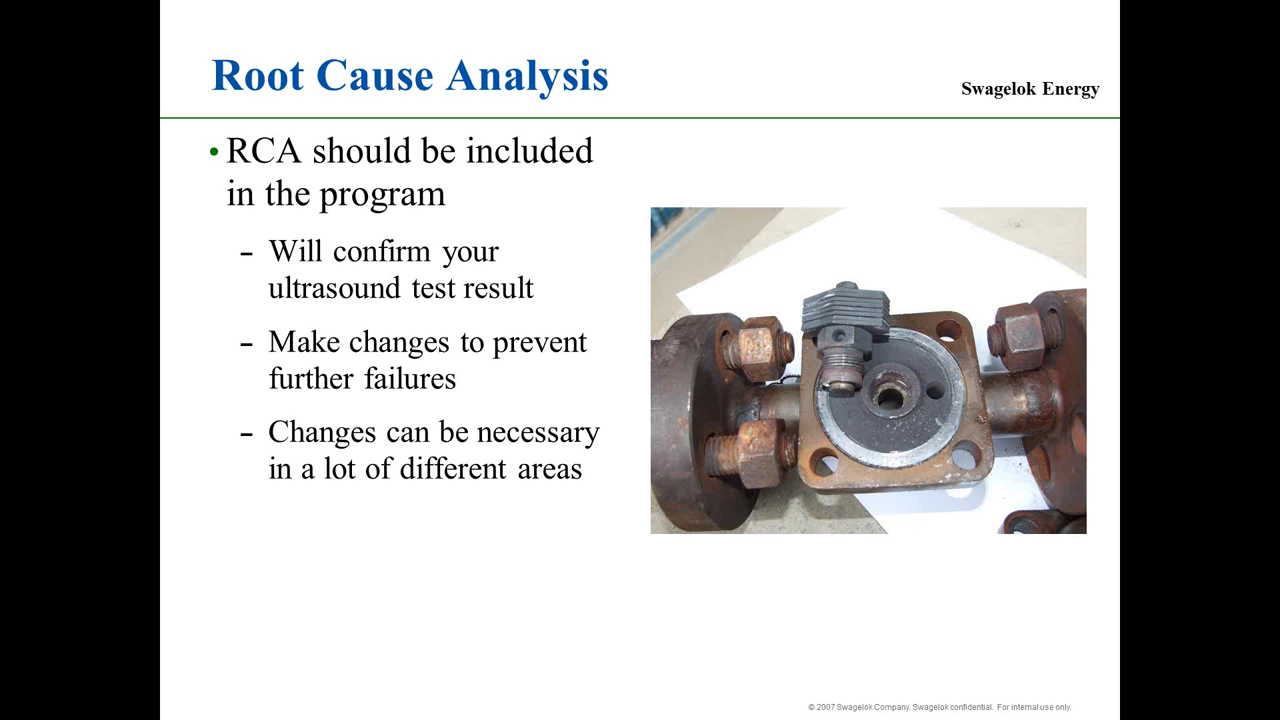 Root Cause Analysis
Swagelok Energy
• RCA should be included
in the program
- Will confirm your
ultrasound test result
- Make changes to prevent
further failures
- Changes can be necessary
in a lot of different areas
© 2007 Swagelok Company. Swagelok confidential. For internal use only.